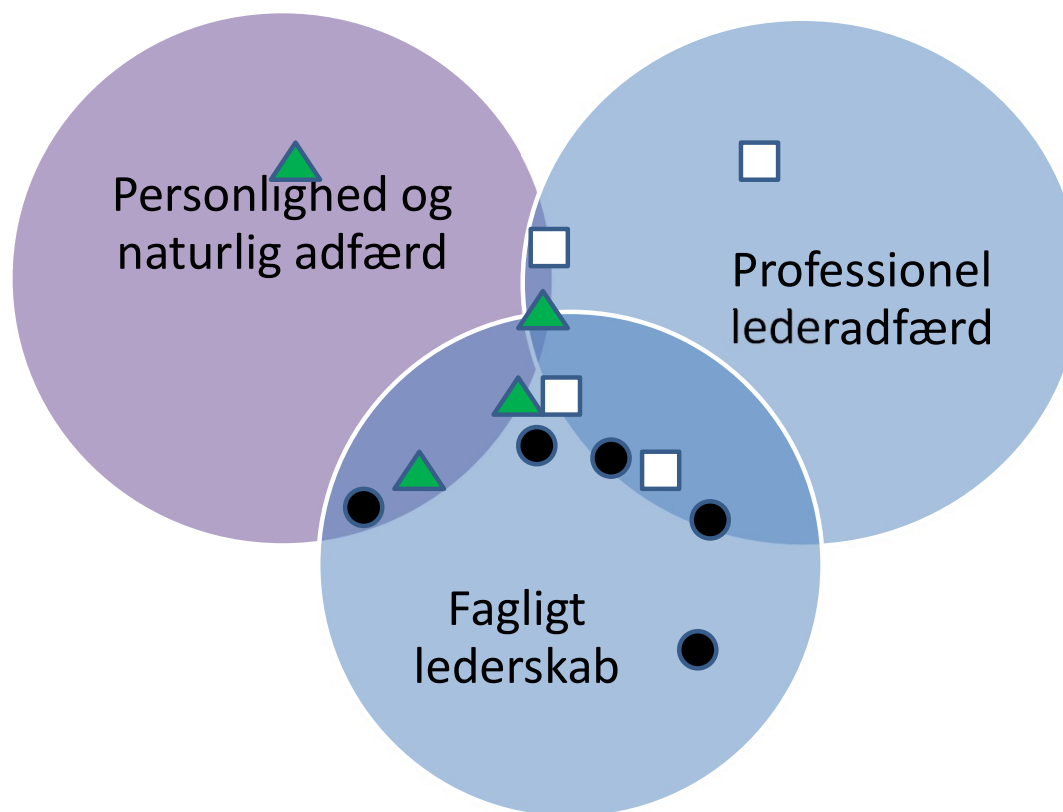 Personlighed og
naturlig adfærd
Professionel
lederadfærd
Fagligt
lederskab